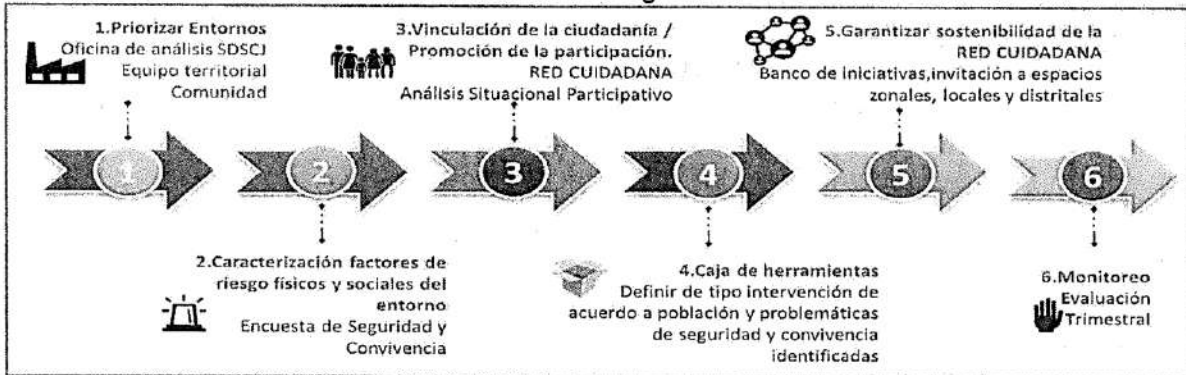 1.Priorizar Entornos
Oficina de análisis SDSCJ
Equipo territorial
Comunidad
3.Vinculación de la ciudadanía /
Promoción de la participación.
RED CUIDADANA
Análisis Situacional Participativo
5.Garantizar sostenibilidad de la
RED CUIDADANA
Banco de iniciativas,invitación a espacios
zonales, locales y distritales
1
2
3
4
5
6
2.Caracterización factores de
riesgo físicos y sociales del
entorno
Encuesta de Seguridad y
Convivencia
4.Caja de herramientas
Definir de tipo intervención de
acuerdo a población y problemáticas
de seguridad y convivencia
identificadas
6.Monitoreo
Evaluación
Trimestral